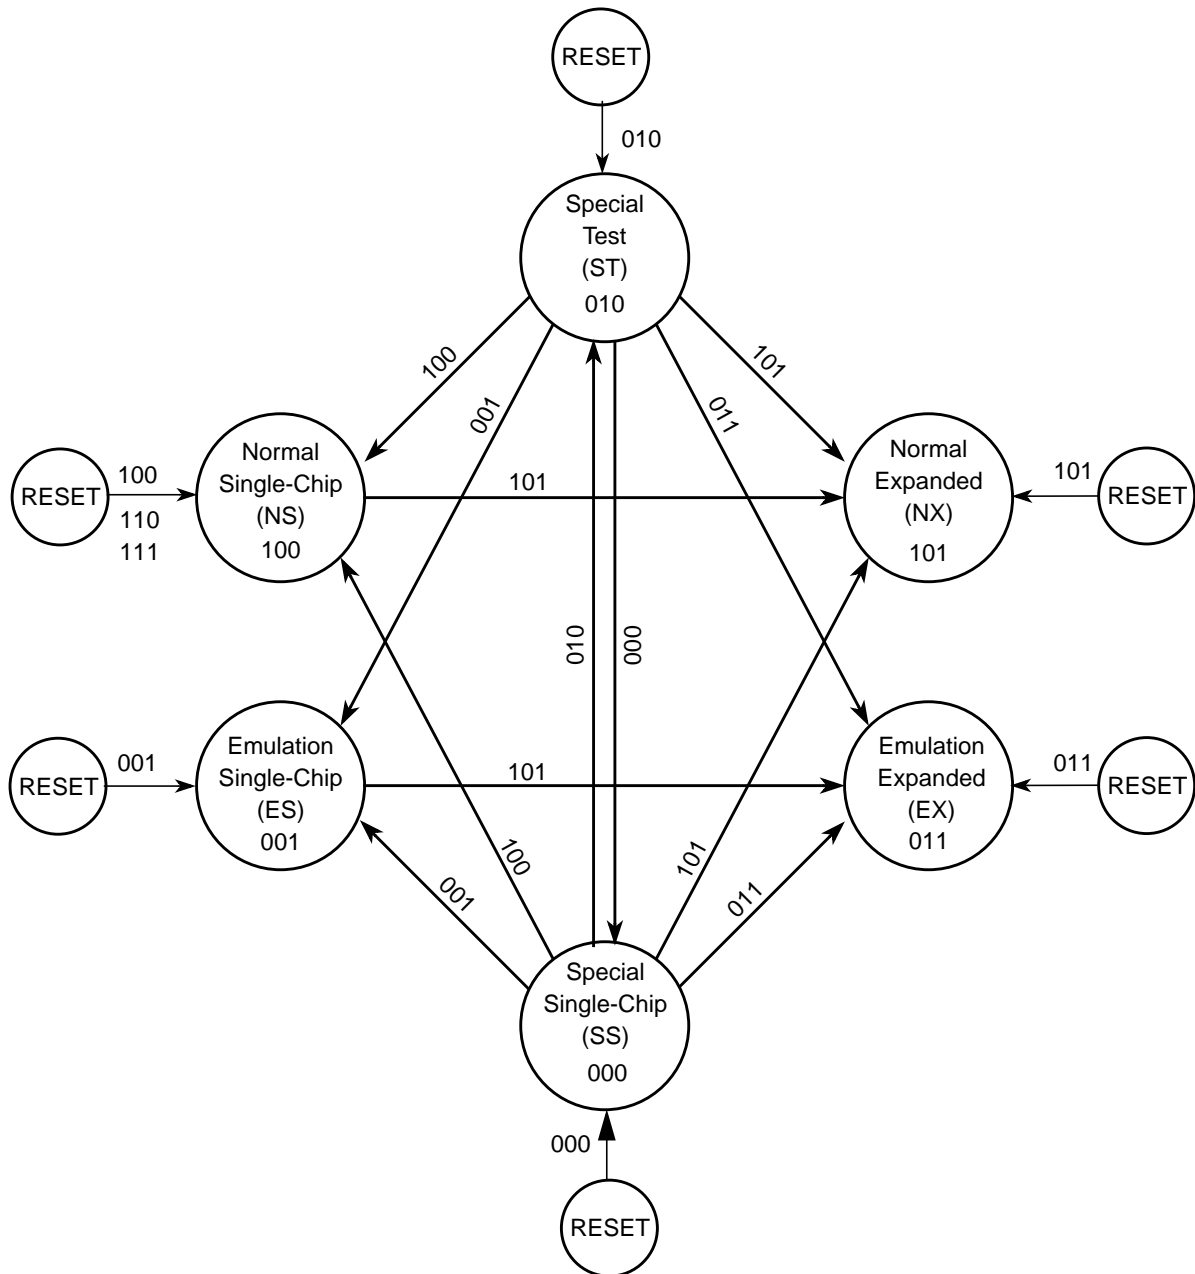 RESET
010
Special
Test
(ST)
010
100
001
101
011
RESET
100
110
111
Normal
Single-Chip
(NS)
100
101
Normal
Expanded
(NX)
101
101
RESET
010
000
RESET
001
Emulation
Single-Chip
(ES)
001
101
Emulation
Expanded
(EX)
011
011
RESET
001
100
101
011
Special
Single-Chip
(SS)
000
000
RESET